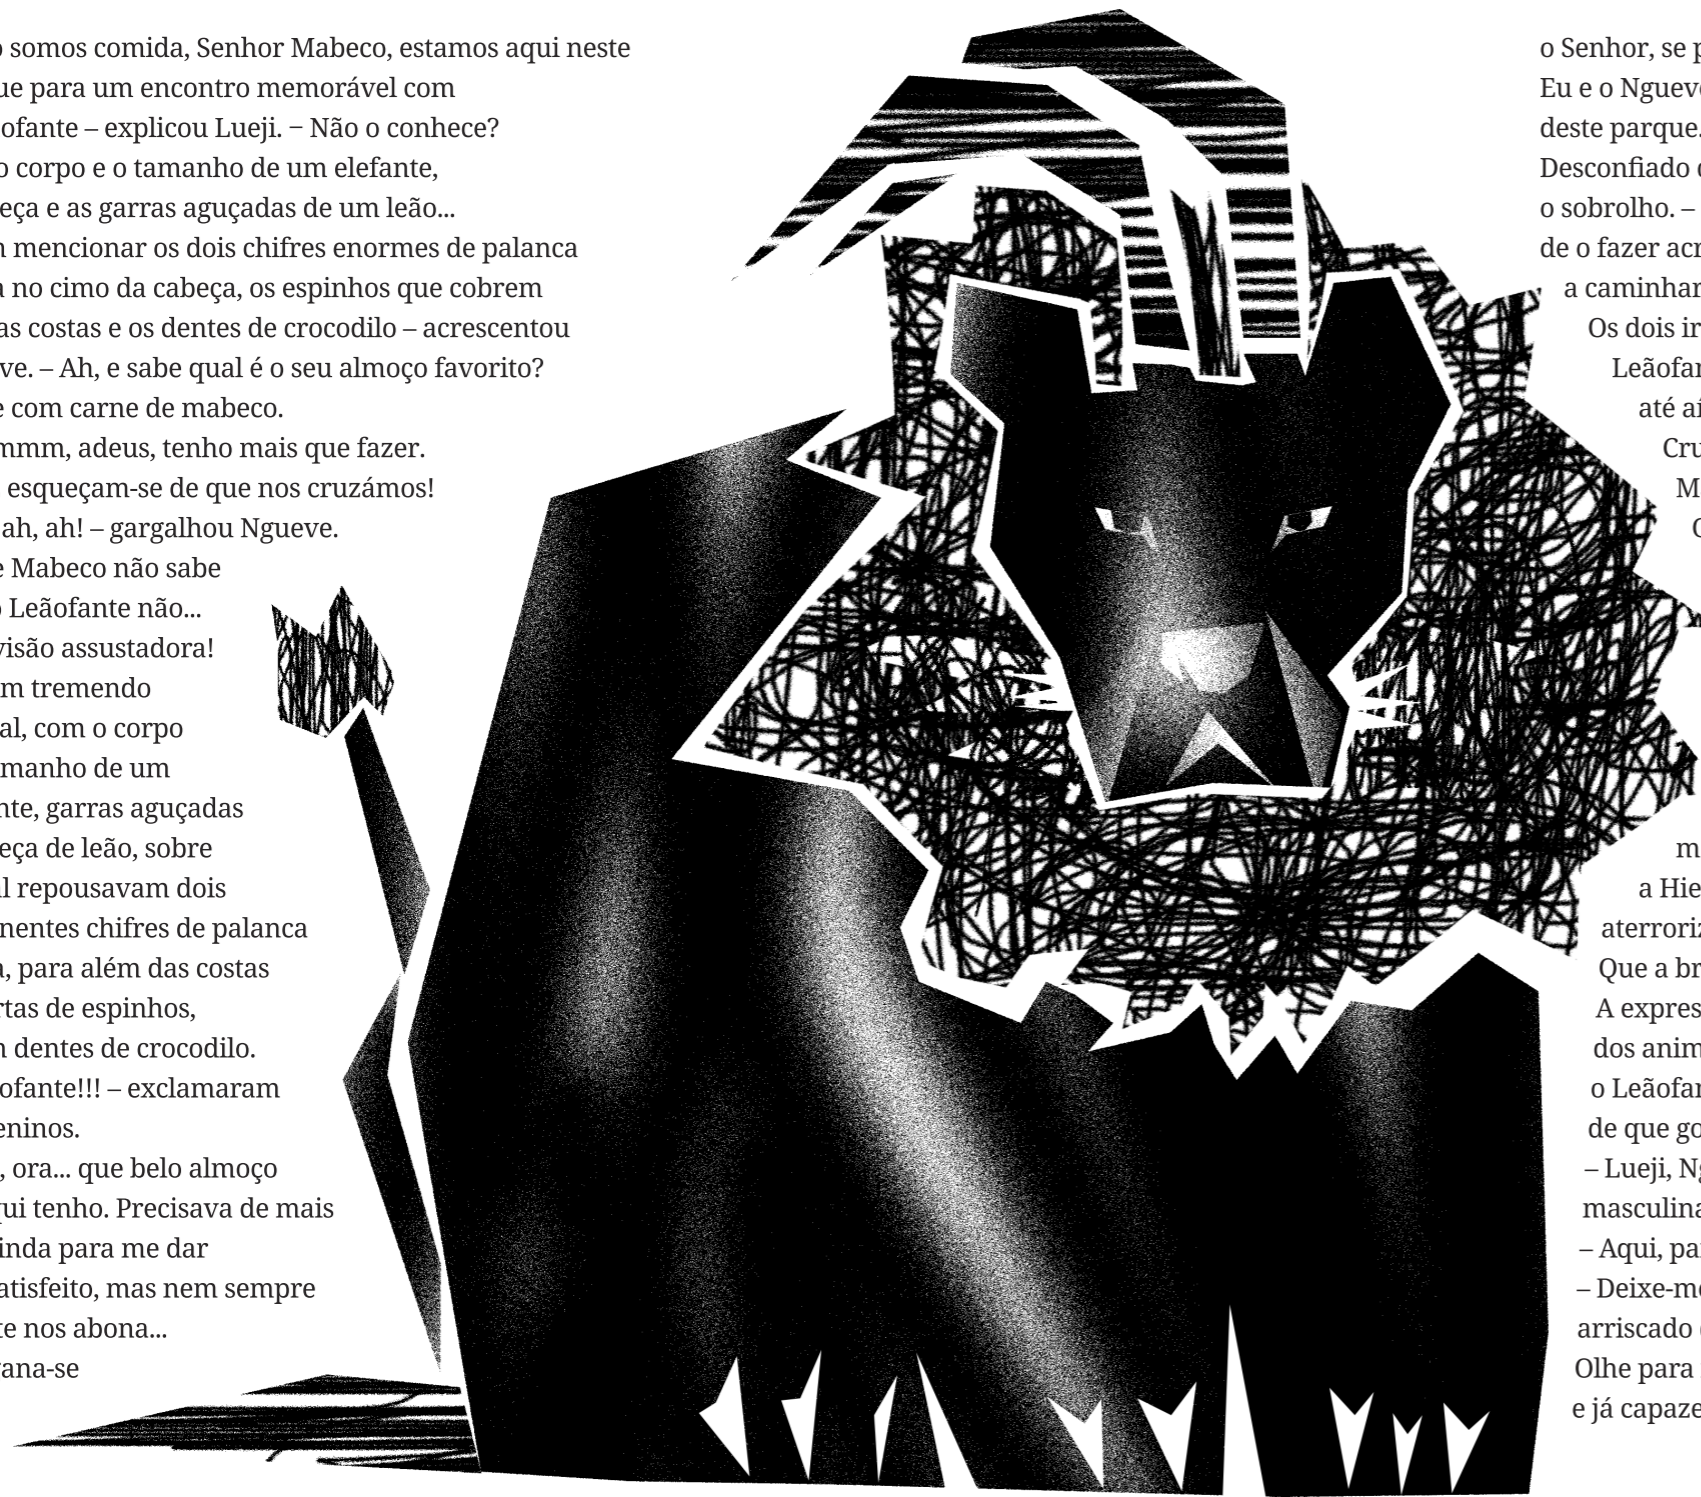 somos comida, Senhor Mabeco, estamos aqui neste
para um encontro memorável com
ofante – explicou Lueji. – Não o conhece?
o corpo e o tamanho de um elefante,
eça e as garras aguçadas de um leão...
mencionar os dois chifres enormes de palanca
no cimo da cabeça, os espinhos que cobrem
as costas e os dentes de crocodilo – acrescentou
ve. – Ah, e sabe qual é o seu almoço favorito?
e com carne de mabeco.
mmm, adeus, tenho mais que fazer.
esqueçam-se de que nos cruzámos!
ah, ah! – gargalhou Ngueve.
e Mabeco não sabe
o Leãofante não...
visão assustadora!
m tremendo
al, com o corpo
manho de um
nte, garras aguçadas
eça de leão, sobre
l repousavam dois
nentes chifres de palanca
a, para além das costas
rtas de espinhos,
dentes de crocodilo.
ofante!!! – exclamaram
eninos.
, ora... que belo almoço
qui tenho. Precisava de mais
inda para me dar
atisfeito, mas nem sempre
te nos abona...
ana-se
o Senhor, se p
Eu e o Ngueve
deste parque.
Desconfiado
o sobrolho. –
de o fazer acr
a caminhar
Os dois ir
Leãofan
até aí
Cru
M
m
a Hie
aterroriz
Que a br
A expres
dos anim
o Leãofan
de que go
– Lueji, Ng
masculina
– Aqui, pa
– Deixe-me
arriscado
Olhe para
e já capaze